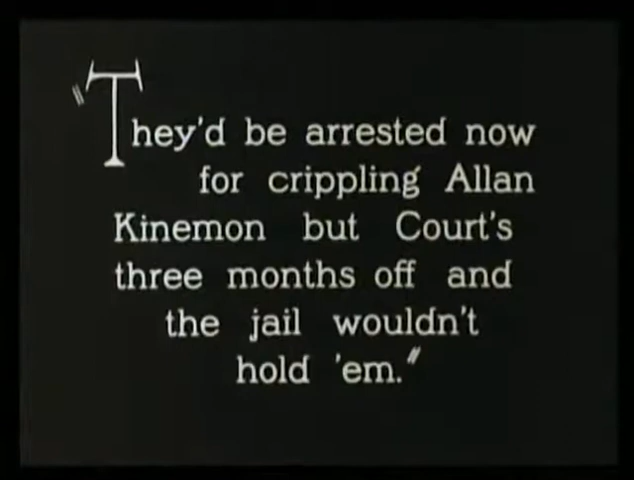 "They'd be arrested now
for crippling Allan
Kinemon but Court's
three months off and
the jail wouldn't
hold 'em."